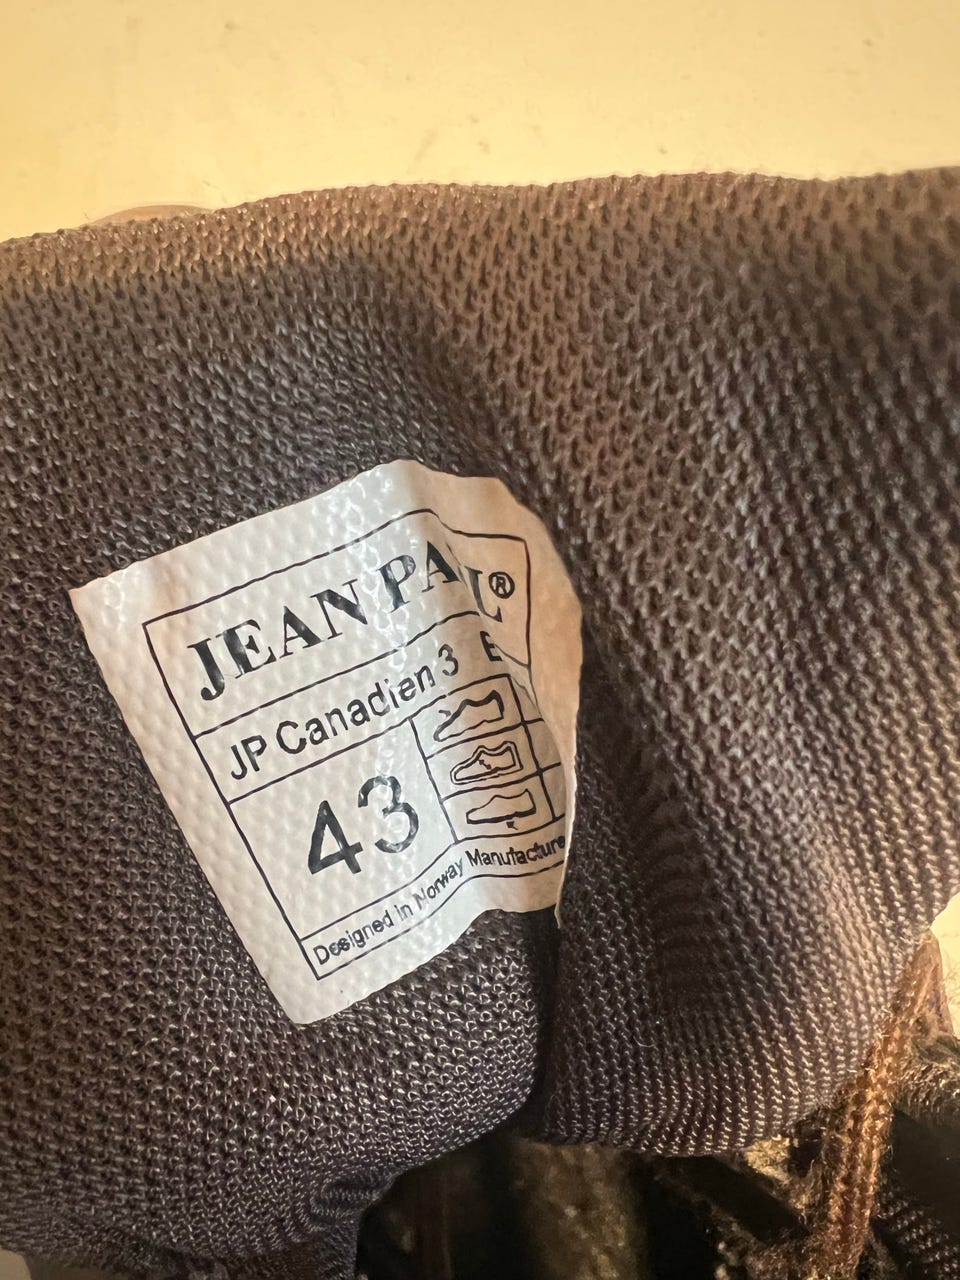 JEAN PAUL®
JP Canadien 3
43
Designed in Norway Manufacture